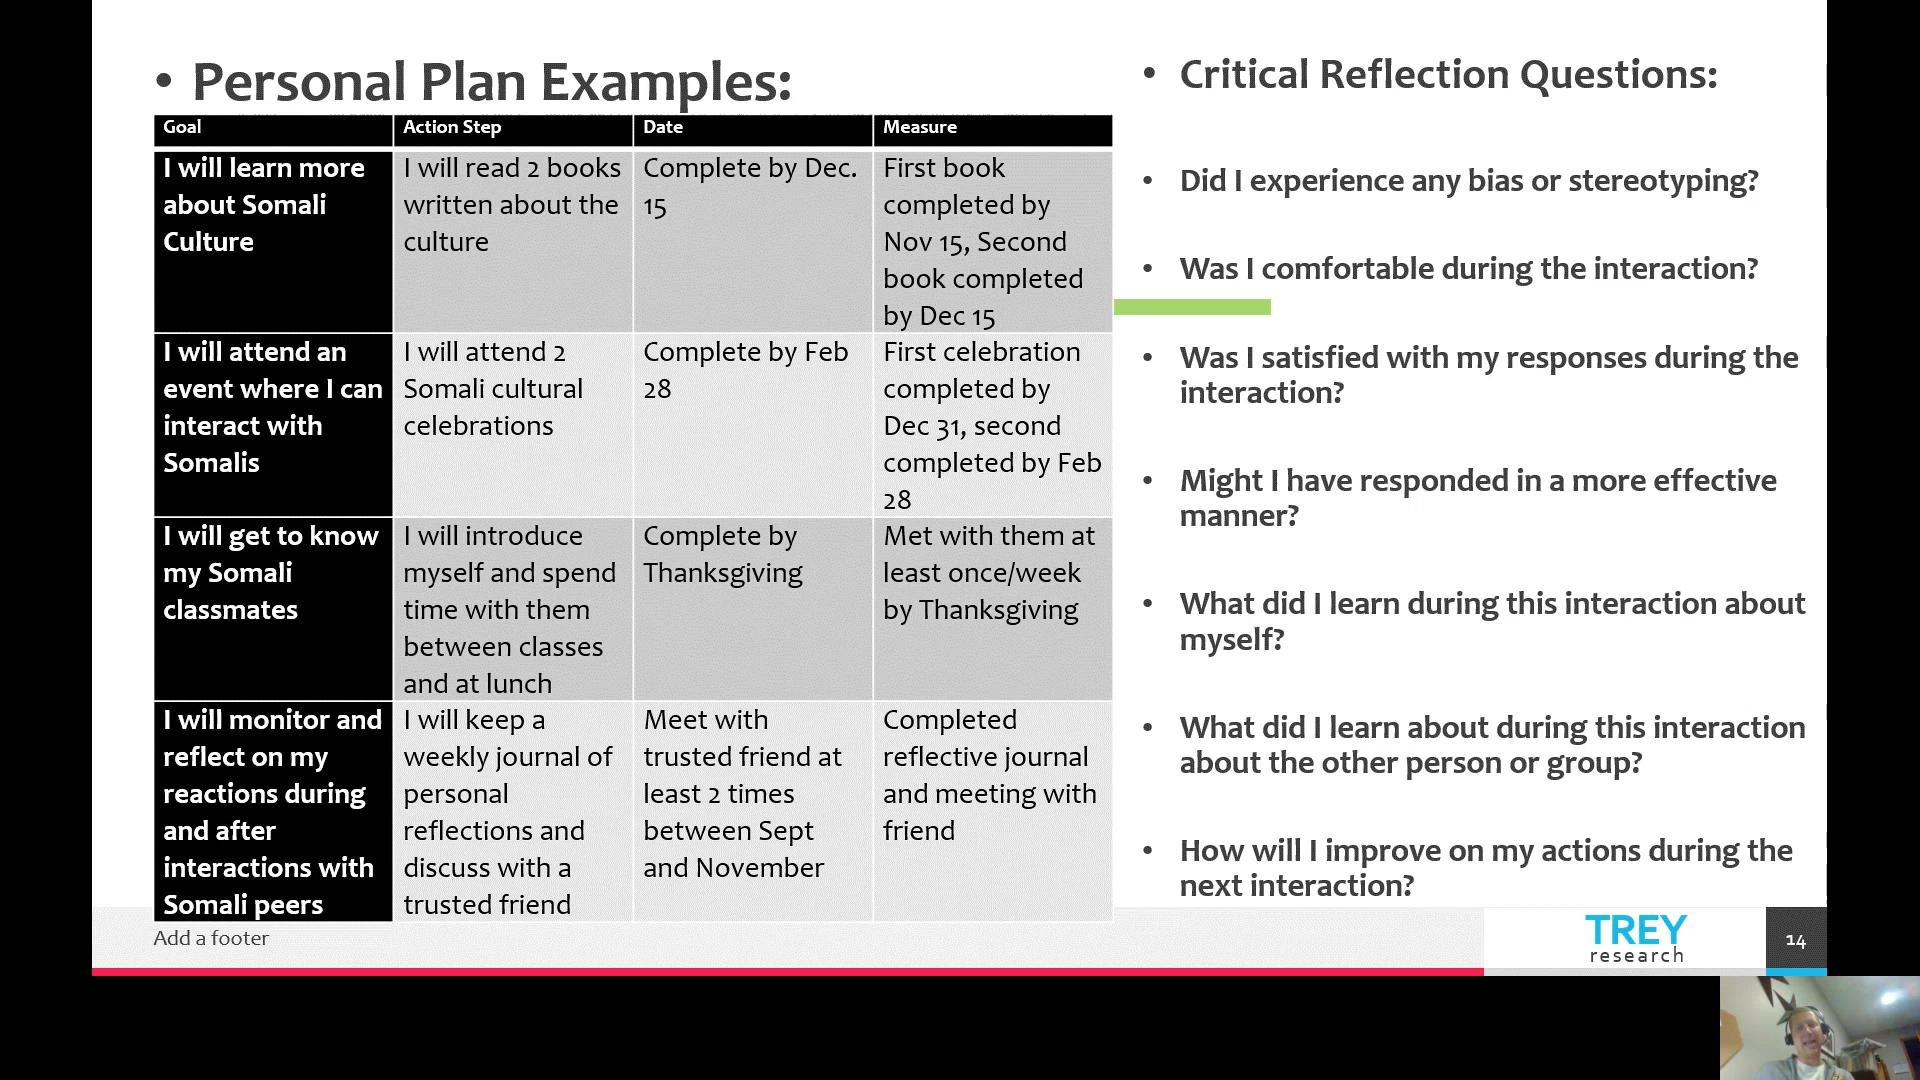 • Personal Plan Examples:
Goal
Action Step
Date
Measure
I will learn more
about Somali
Culture
I will read 2 books
written about the
culture
Complete by Dec.
15
First book
completed by
Nov 15, Second
book completed
by Dec 15
I will attend an
event where I can
interact with
Somalis
I will attend 2
Somali cultural
celebrations
Complete by Feb
28
First celebration
completed by
Dec 31, second
completed by Feb
28
I will get to know
my Somali
classmates
I will introduce
myself and spend
time with them
between classes
and at lunch
Complete by
Thanksgiving
Met with them at
least once/week
by Thanksgiving
I will monitor and
reflect on my
reactions during
and after
interactions with
Somali peers
I will keep a
weekly journal of
personal
reflections and
discuss with a
trusted friend
Meet with
trusted friend at
least 2 times
between Sept
and November
Completed
reflective journal
and meeting with
friend
• Critical Reflection Questions:
• Did I experience any bias or stereotyping?
• Was I comfortable during the interaction?
• Was I satisfied with my responses during the
interaction?
• Might I have responded in a more effective
manner?
• What did I learn during this interaction about
myself?
• What did I learn about during this interaction
about the other person or group?
• How will I improve on my actions during the
next interaction?
Add a footer
TREY
research
14